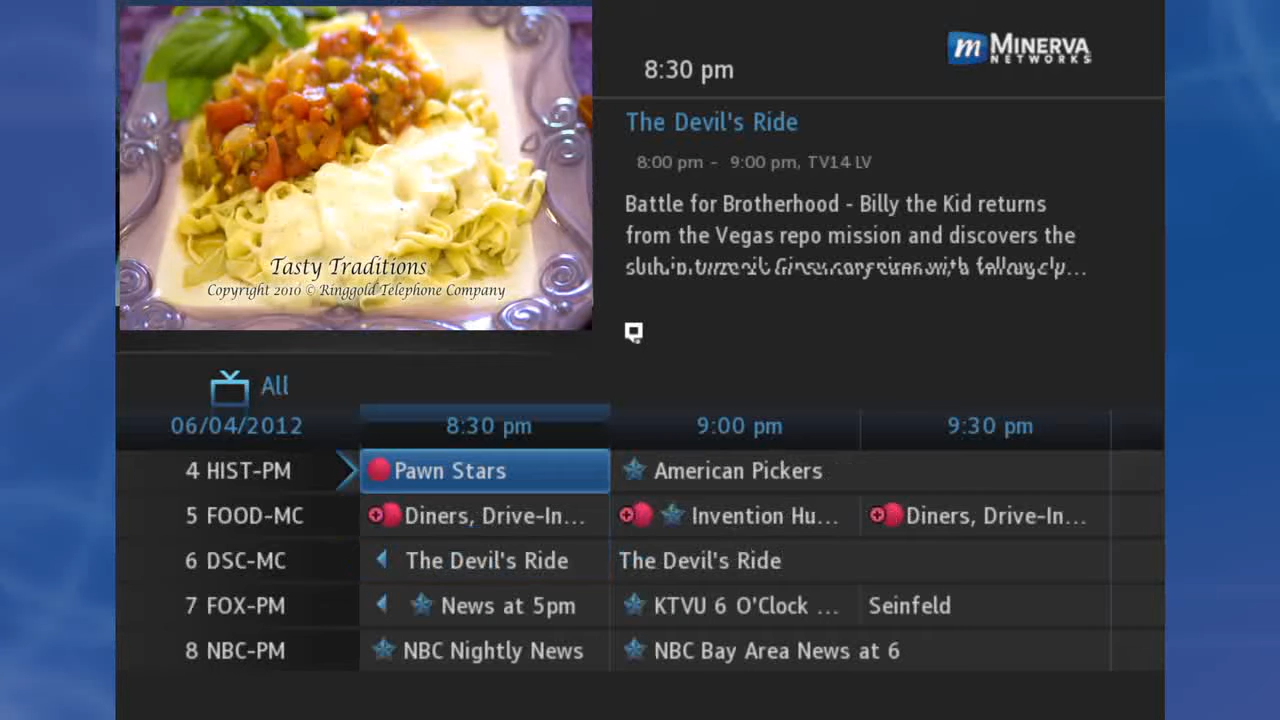 Tasty Traditions
Copyright 2010 © Ringgold Telephone Company
8:30 pm
m MINERVA
NETWORKS
The Devil's Ride
8:00 pm - 9:00 pm, TV14 LV
Battle for Brotherhood - Billy the Kid returns
from the Vegas repo mission and discovers the
All
06/04/2012 8:30 pm 9:00 pm 9:30 pm
4 HIST-PM Pawn Stars American Pickers
5 FOOD-MC Diners, Drive-In... Invention Hu... Diners, Drive-In...
6 DSC-MC The Devil's Ride The Devil's Ride
7 FOX-PM News at 5pm KTVU 6 O'Clock ... Seinfeld
8 NBC-PM NBC Nightly News NBC Bay Area News at 6